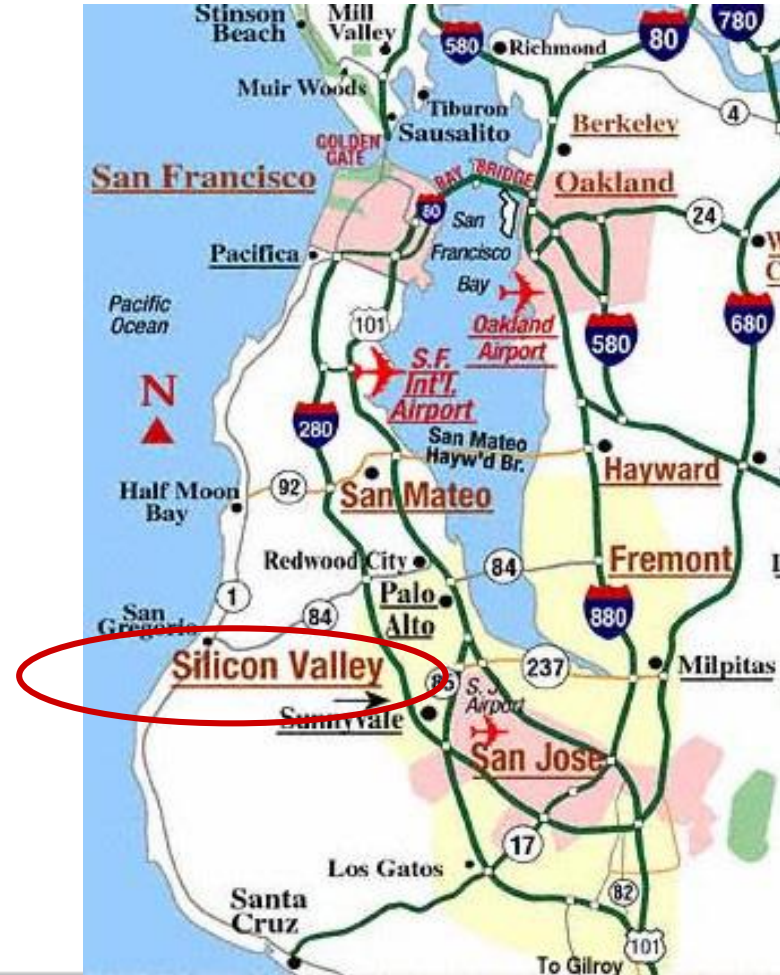 Stinson
Beach
Mill
Valley
580
Richmond
80
780
Muir Woods
Tiburon
4
Sausalito
Berkeley
GOLDEN
GATE
San Francisco
BAY BRIDGE
Oakland
80
San
Francisco
Bay
24
Pacifica
Pacific
Ocean
101
Oakland
Airport
580
680
S.F.
Int'l.
Airport
N
280
San Mateo
Hayw'd Br.
Hayward
92
San Mateo
Half Moon
Bay
Redwood City
84
Fremont
1
84
Palo
Alto
880
San
Gregorio
Silicon Valley
85
S. J.
Airport
237
Milpitas
Sunnyvale
San Jose
17
Los Gatos
82
Santa
Cruz
101
To Gilroy